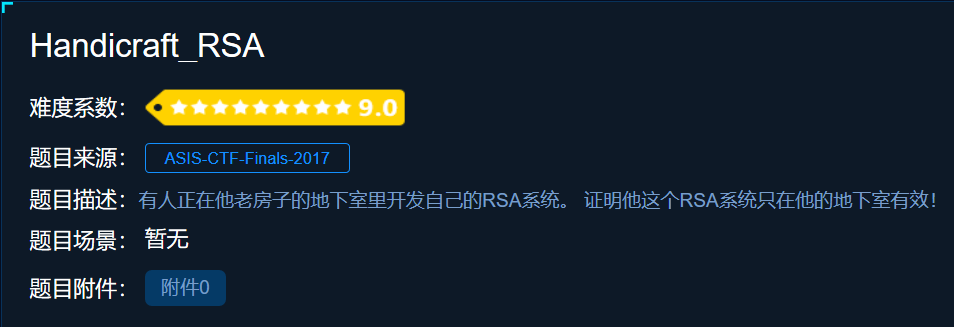 Handicraft_RSA
难度系数： 9.0
题目来源： ASIS-CTF-Finals-2017
题目描述：有人正在他老房子的地下室里开发自己的RSA系统。 证明他这个RSA系统只在他的地下室有效！
题目场景： 暂无
题目附件： 附件0